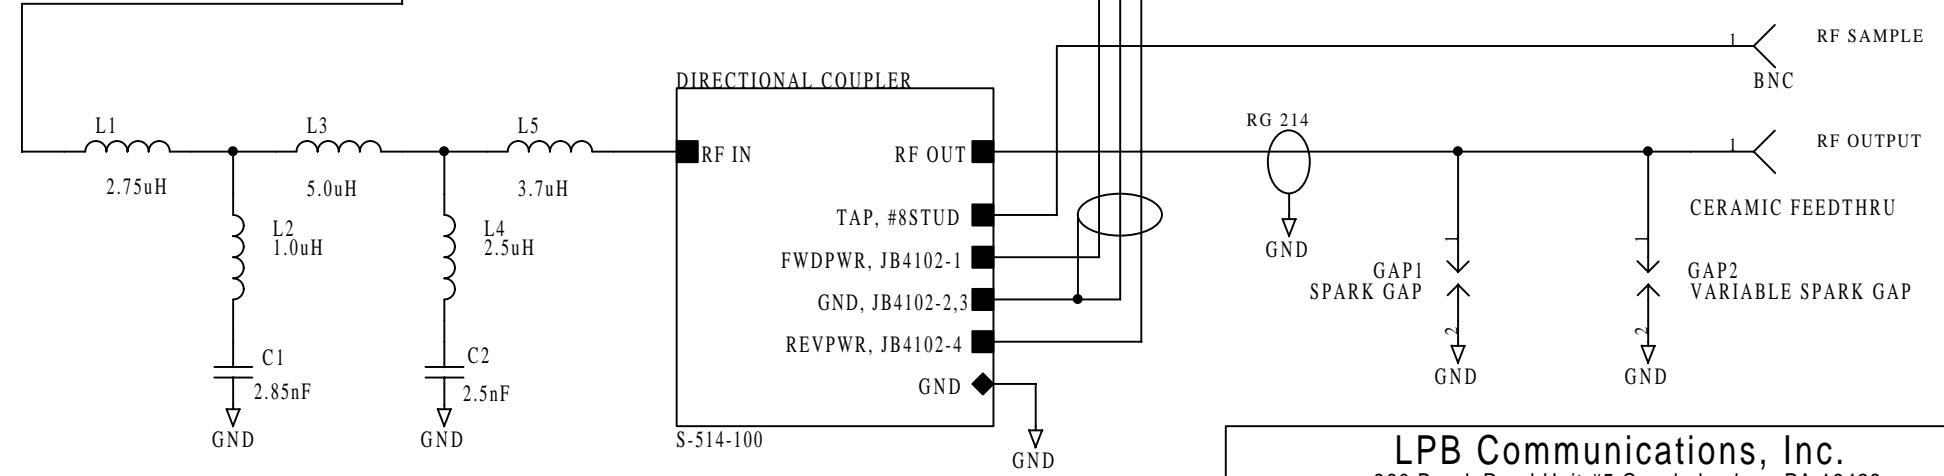 1
RF SAMPLE
BNC
DIRECTIONAL COUPLER
L1
L3
L5
RG 214
RF IN
RF OUT
1
RF OUTPUT
2.75uH
5.0uH
3.7uH
TAP, #8STUD
CERAMIC FEEDTHRU
L2
1.0uH
L4
2.5uH
GND
FWDPWR, JB4102-1
1
1
GAP1
SPARK GAP
GAP2
VARIABLE SPARK GAP
GND, JB4102-2,3
2
2
REVPWR, JB4102-4
C1
2.85nF
C2
2.5nF
GND
GND
GND
GND
GND
S-514-100
GND
LPB Communications, Inc.